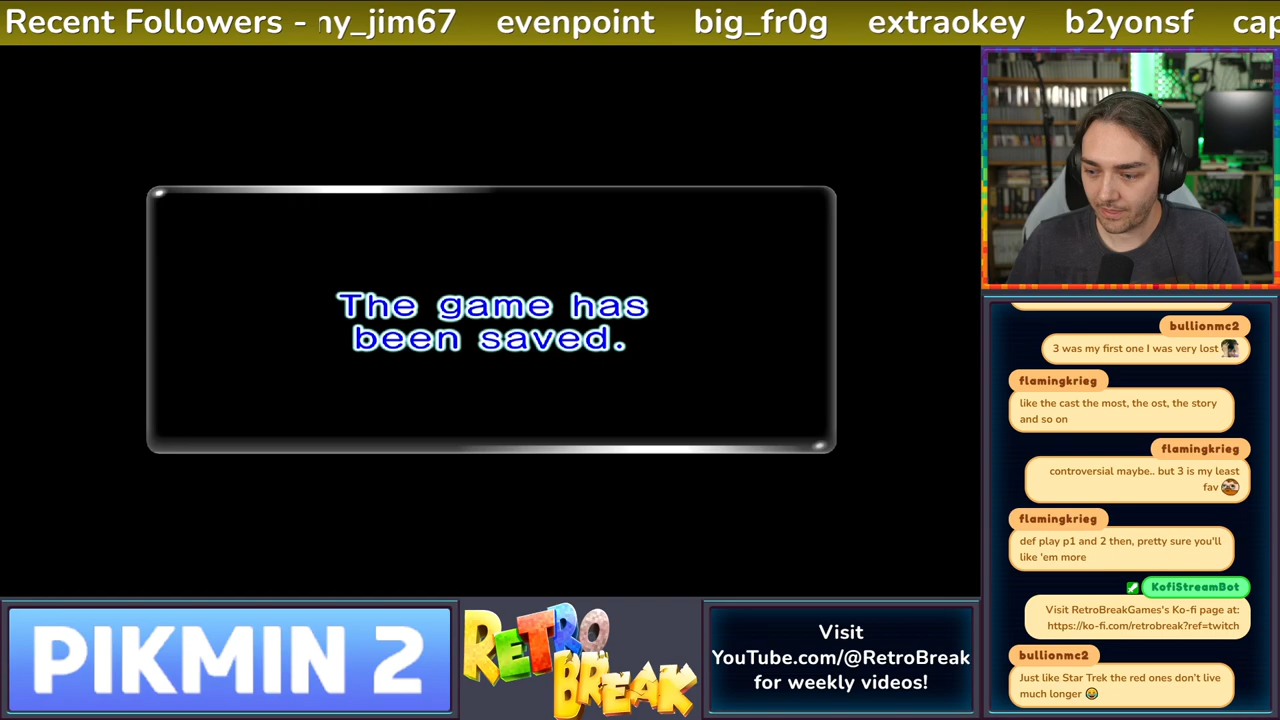 Recent Followers - ny_jim67 evenpoint big_fr0g extraokey b2yonsf cap
The game has
been saved.
bullionmc2
3 was my first one I was very lost
flamingkrieg
like the cast the most, the ost, the story
and so on
flamingkrieg
controversial maybe.. but 3 is my least
fav
flamingkrieg
def play p1 and 2 then, pretty sure you'll
like 'em more
KofiStreamBot
Visit RetroBreakGames's Ko-fi page at:
https://ko-fi.com/retrobreak?ref=twitch
bullionmc2
Just like Star Trek the red ones don't live
much longer
PIKMIN 2
RETRO
BREAK
Visit
YouTube.com/@RetroBreak
for weekly videos!